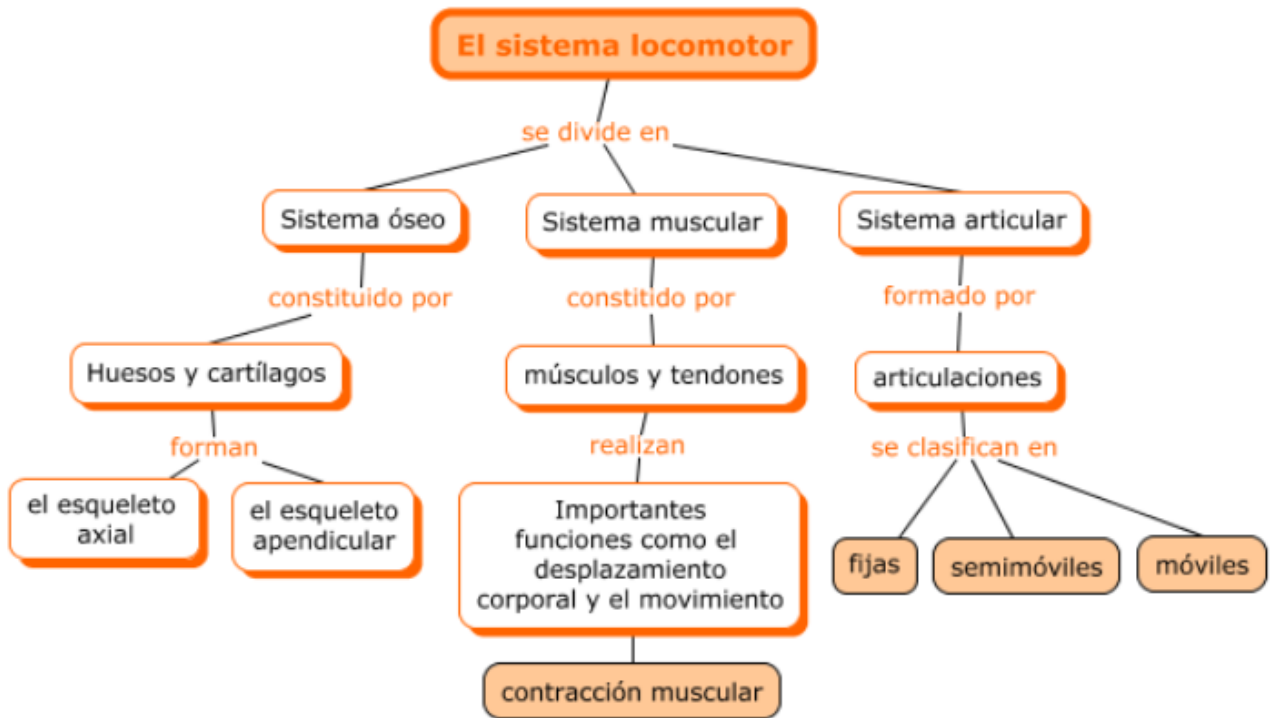 El sistema locomotor
se divide en
Sistema óseo
Sistema muscular
Sistema articular
constituido por
constitido por
formado por
Huesos y cartílagos
músculos y tendones
articulaciones
forman
realizan
se clasifican en
el esqueleto
axial
el esqueleto
apendicular
Importantes
funciones como el
desplazamiento
corporal y el movimiento
fijas
semimóviles
móviles
contracción muscular